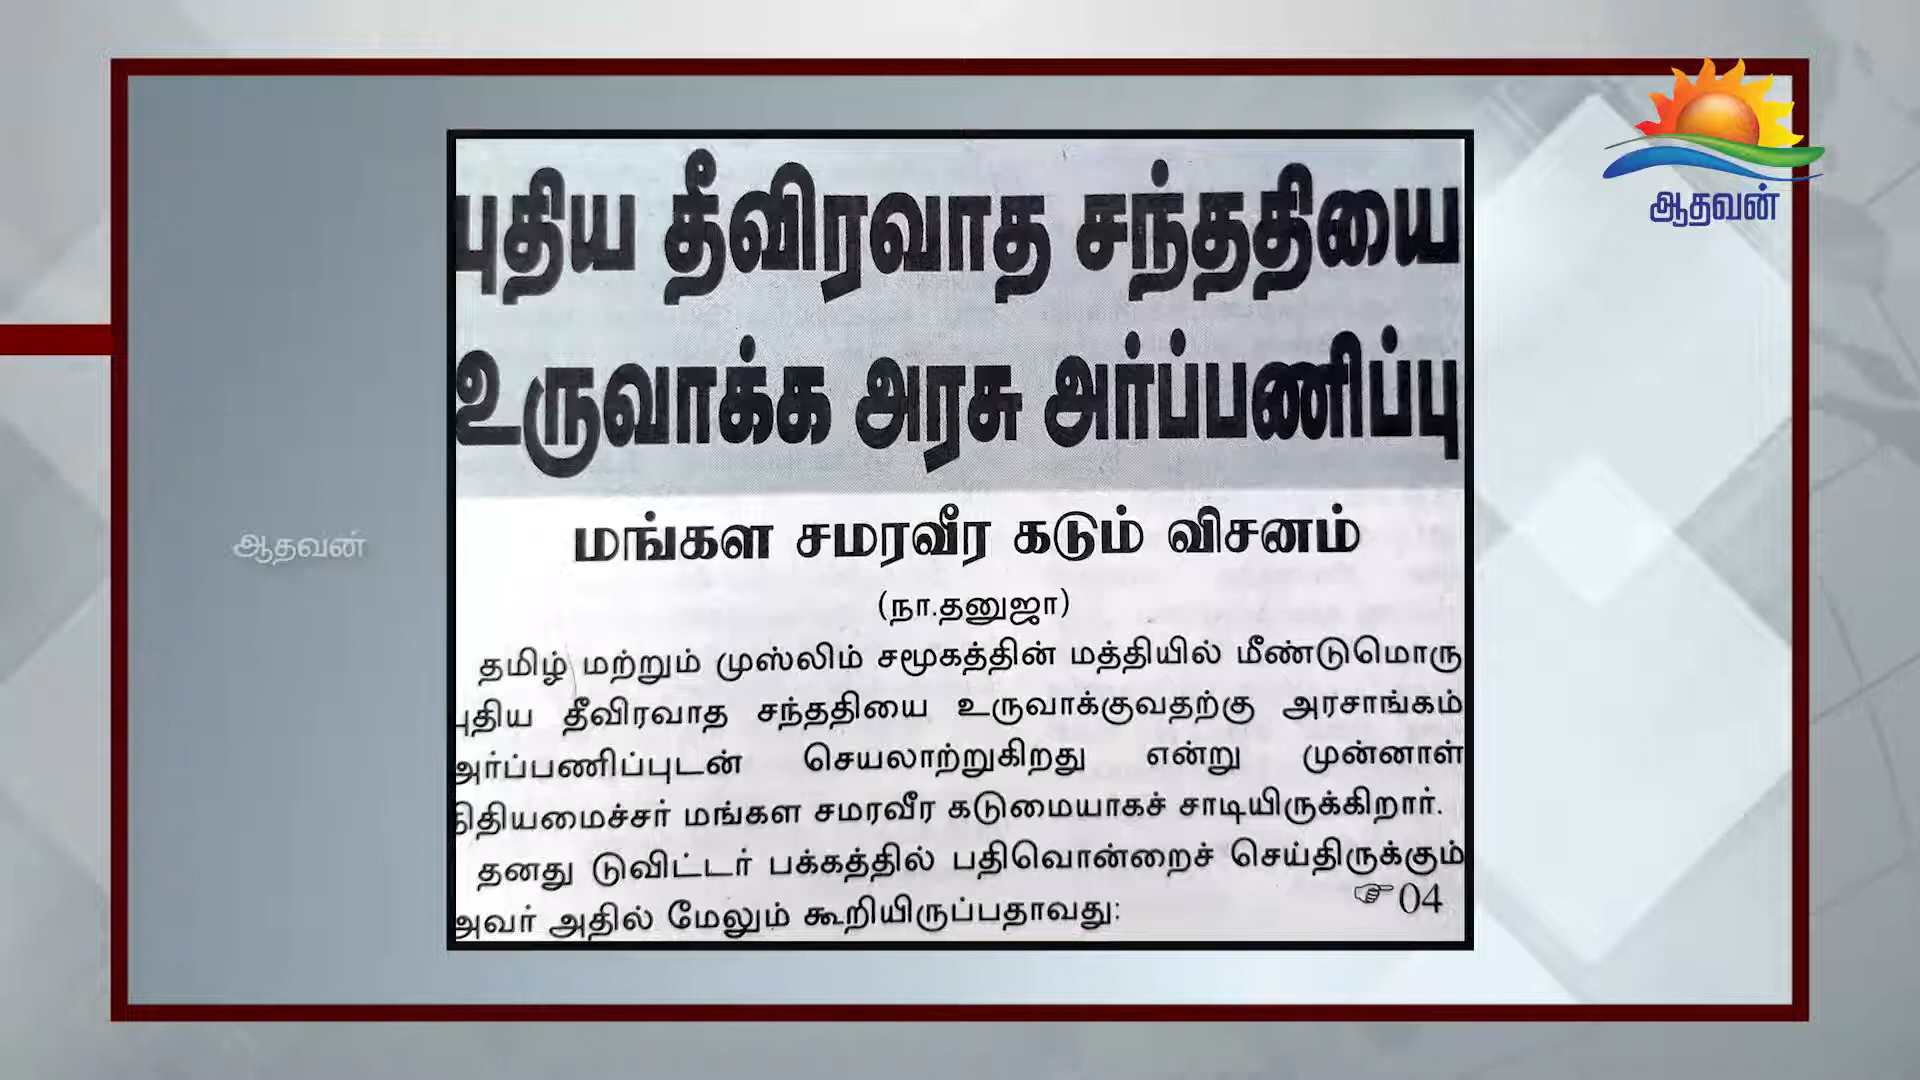 ஆதவன்
புதிய தீவிரவாத சந்ததியை
உருவாக்க அரசு அர்ப்பணிப்பு
மங்கள சமரவீர கடும் விசனம்
(நா.தனுஜா)
தமிழ் மற்றும் முஸ்லிம் சமூகத்தின் மத்தியில் மீண்டுமொரு
புதிய தீவிரவாத சந்ததியை உருவாக்குவதற்கு அரசாங்கம்
அர்ப்பணிப்புடன் செயலாற்றுகிறது என்று முன்னாள்
நிதியமைச்சர் மங்கள சமரவீர கடுமையாகச் சாடியிருக்கிறார்.
தனது டுவிட்டர் பக்கத்தில் பதிவொன்றைச் செய்திருக்கும்
அவர் அதில் மேலும் கூறியிருப்பதாவது:
☞04
ஆதவன்